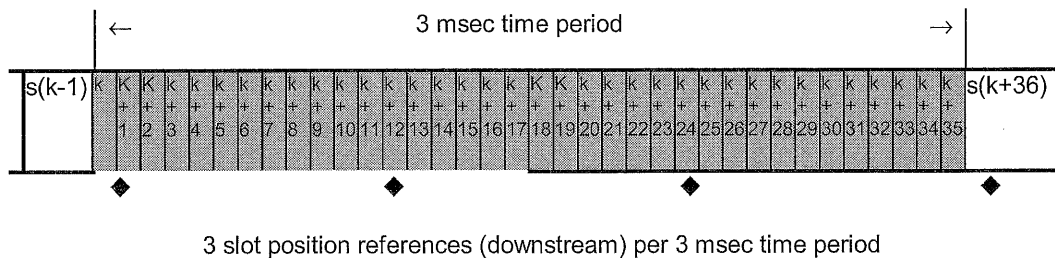 ← 3 msec time period →
s(k-1) k K K k k k k k k k k k k k k k k k K K k k k k k k k k k k k k k k k k s(k+36)
+ + + + + + + + + + + + + + + + + + + + + + + + + + + + + + + + + + +
1 2 3 4 5 6 7 8 9 10 11 12 13 14 15 16 17 18 19 20 21 22 23 24 25 26 27 28 29 30 31 32 33 34 35
3 slot position references (downstream) per 3 msec time period